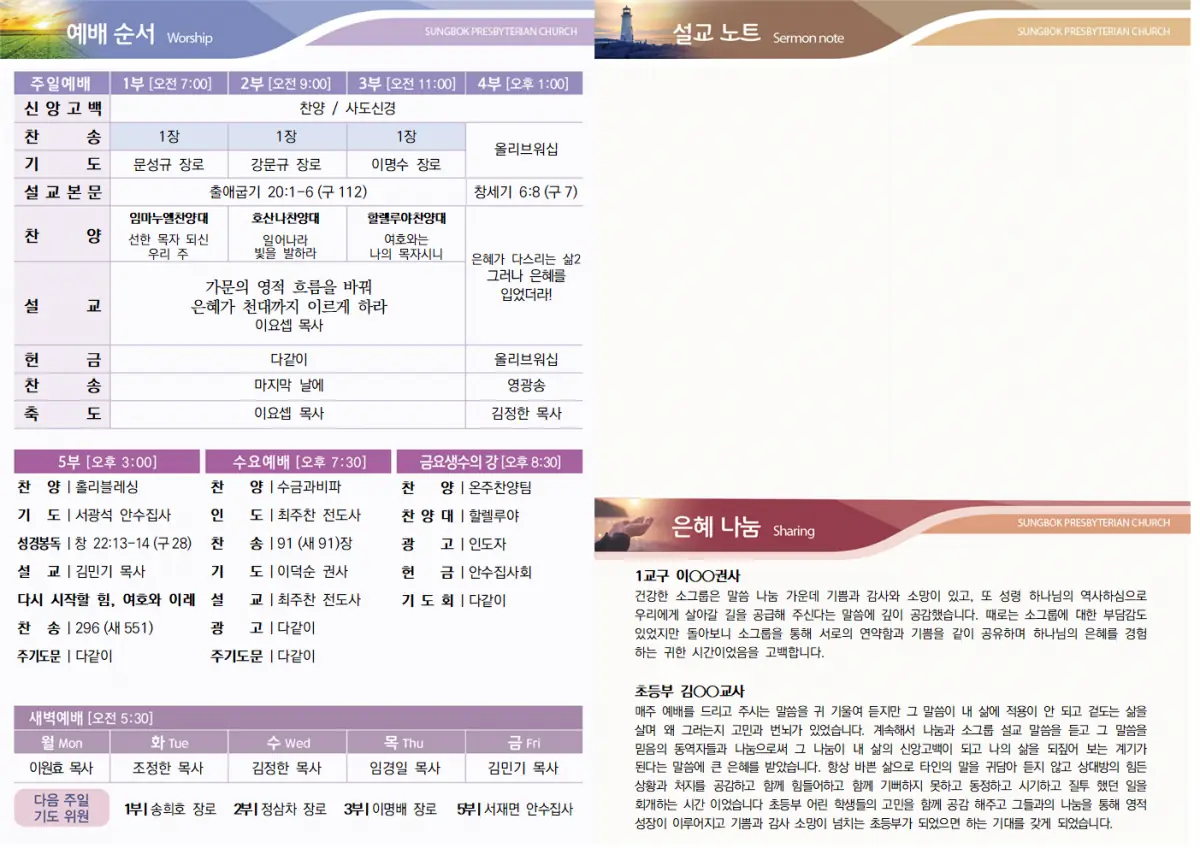 예배 순서 Worship
SUNGBOK PRESBYTERIAN CHURCH
주일예배 1부 [오전 7:00] 2부 [오전 9:00] 3부 [오전 11:00] 4부 [오후 1:00]
신앙고백 찬양 / 사도신경
찬 송 1장 1장 1장
올리브워십
기 도 문성규 장로 강문규 장로 이명수 장로
설교본문 출애굽기 20:1-6 (구 112) 창세기 6:8 (구 7)
찬 양
임마누엘찬양대 호산나찬양대 할렐루야찬양대
선한 목자 되신 일어나라 여호와는
우리 주 빛을 발하라 나의 목자시니
은혜가 다스리는 삶2
그러나 은혜를
입었더라!
설 교
가문의 영적 흐름을 바꿔
은혜가 천대까지 이르게 하라
이요셉 목사
헌 금 다같이 올리브워십
찬 송 마지막 날에 영광송
축 도 이요셉 목사 김정한 목사
5부 [오후 3:00]
찬 양 | 홀리블레싱
기 도 | 서광석 안수집사
성경봉독 | 창 22:13-14 (구 28)
설 교 | 김민기 목사
다시 시작할 힘, 여호와 이레
찬 송 | 296 (새 551)
주기도문 | 다같이
수요예배 [오후 7:30]
찬 양 | 수금과비파
인 도 | 최주찬 전도사
찬 송 | 91 (새 91)장
기 도 | 이덕순 권사
설 교 | 최주찬 전도사
광 고 | 다같이
주기도문 | 다같이
금요생수의 강 [오후 8:30]
찬 양 | 온주찬양팀
찬 양 대 | 할렐루야
광 고 | 인도자
헌 금 | 안수집사회
기 도 회 | 다같이
새벽예배 [오전 5:30]
월 Mon 화 Tue 수 Wed 목 Thu 금 Fri
이원효 목사 조정한 목사 김정한 목사 임경일 목사 김민기 목사
다음 주일
기도 위원
1부 | 송희호 장로 2부 | 정삼차 장로 3부 | 이명배 장로 5부 | 서재면 안수집사
설교 노트 Sermon note
SUNGBOK PRESBYTERIAN CHURCH
은혜 나눔 Sharing
SUNGBOK PRESBYTERIAN CHURCH
1교구 이○○권사
건강한 소그룹은 말씀 나눔 가운데 기쁨과 감사와 소망이 있고, 또 성령 하나님의 역사하심으로
우리에게 살아갈 길을 공급해 주신다는 말씀에 깊이 공감했습니다. 때로는 소그룹에 대한 부담감도
있었지만 돌아보니 소그룹을 통해 서로의 연약함과 기쁨을 같이 공유하며 하나님의 은혜를 경험
하는 귀한 시간이었음을 고백합니다.
초등부 김○○교사
매주 예배를 드리고 주시는 말씀을 귀 기울여 듣지만 그 말씀이 내 삶에 적용이 안 되고 겉도는 삶을
살며 왜 그러는지 고민과 번뇌가 있었습니다. 계속해서 나눔과 소그룹 설교 말씀을 듣고 그 말씀을
믿음의 동역자들과 나눔으로써 그 나눔이 내 삶의 신앙고백이 되고 나의 삶을 되짚어 보는 계기가
된다는 말씀에 큰 은혜를 받았습니다. 항상 바쁜 삶으로 타인의 말을 귀담아 듣지 않고 상대방의 힘든
상황과 처지를 공감하고 함께 힘들어하고 함께 기뻐하지 못하고 동정하고 시기하고 질투 했던 일을
회개하는 시간 이었습니다 초등부 어린 학생들의 고민을 함께 공감 해주고 그들과의 나눔을 통해 영적
성장이 이루어지고 기쁨과 감사 소망이 넘치는 초등부가 되었으면 하는 기대를 갖게 되었습니다.